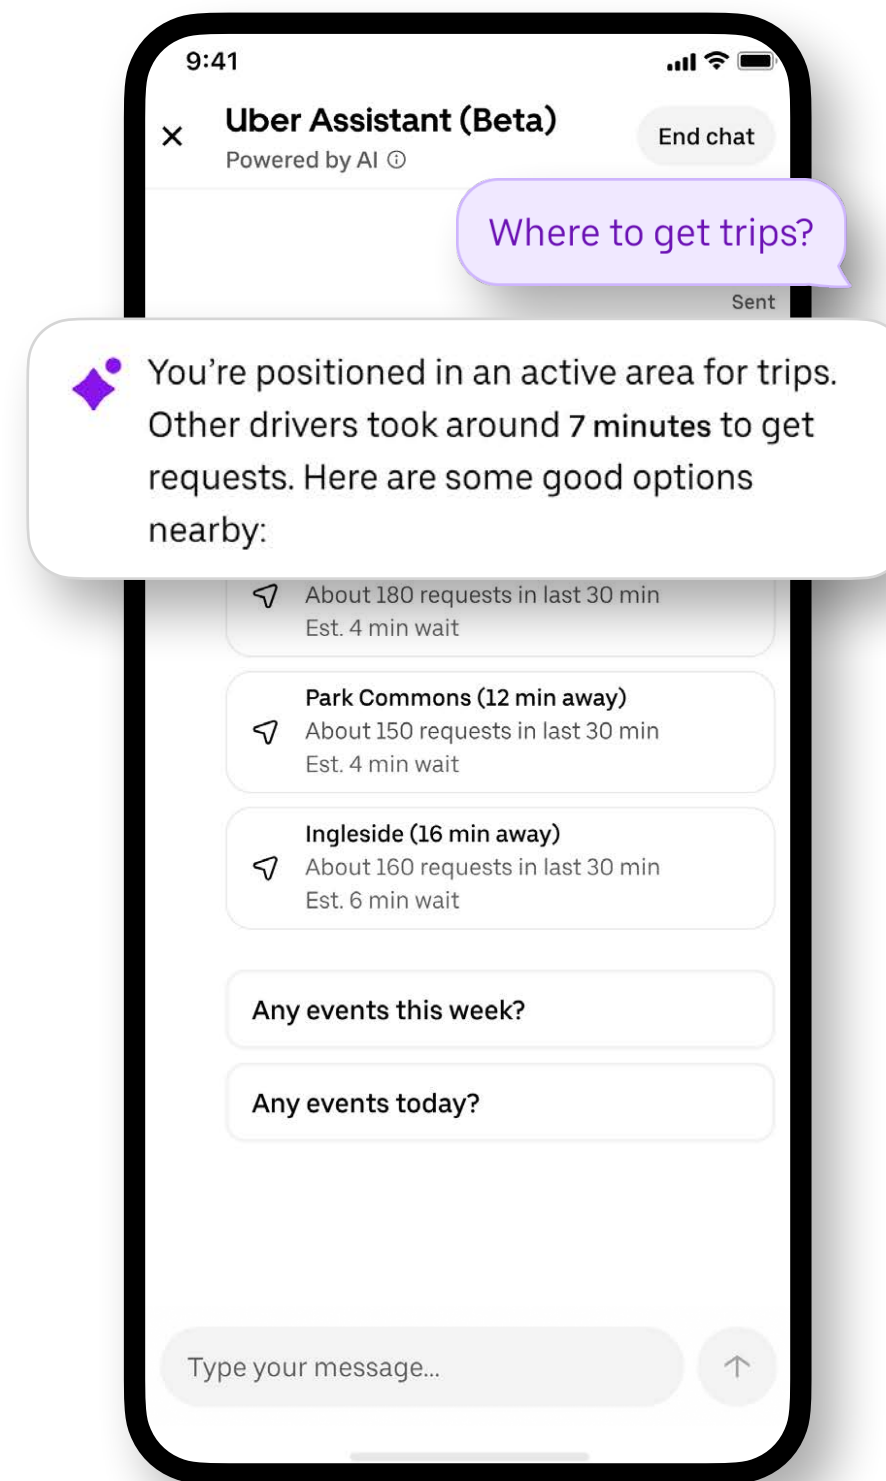 9:41
Uber Assistant (Beta)
Powered by AI
End chat
Where to get trips?
Sent
You're positioned in an active area for trips.
Other drivers took around 7 minutes to get
requests. Here are some good options
nearby:
About 180 requests in last 30 min
Est. 4 min wait
Park Commons (12 min away)
About 150 requests in last 30 min
Est. 4 min wait
Ingleside (16 min away)
About 160 requests in last 30 min
Est. 6 min wait
Any events this week?
Any events today?
Type your message...